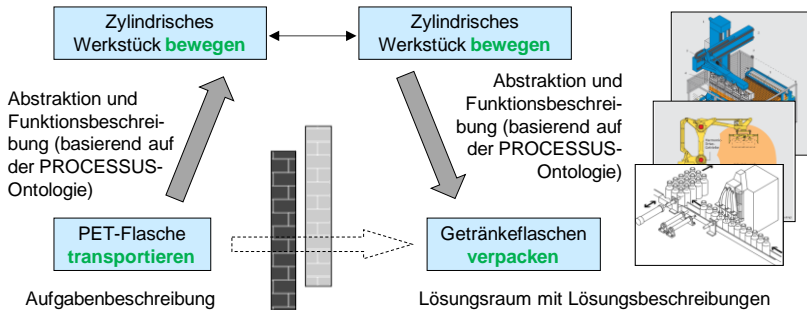 Zylindrisches
Werkstück bewegen
Zylindrisches
Werkstück bewegen
Abstraktion und
Funktionsbeschrei-
bung (basierend auf
der PROCESSUS-
Ontologie)
Abstraktion und
Funktionsbeschrei-
bung (basierend auf
der PROCESSUS-
Ontologie)
PET-Flasche
transportieren
Getränkeflaschen
verpacken
Aufgabenbeschreibung
Lösungsraum mit Lösungsbeschreibungen